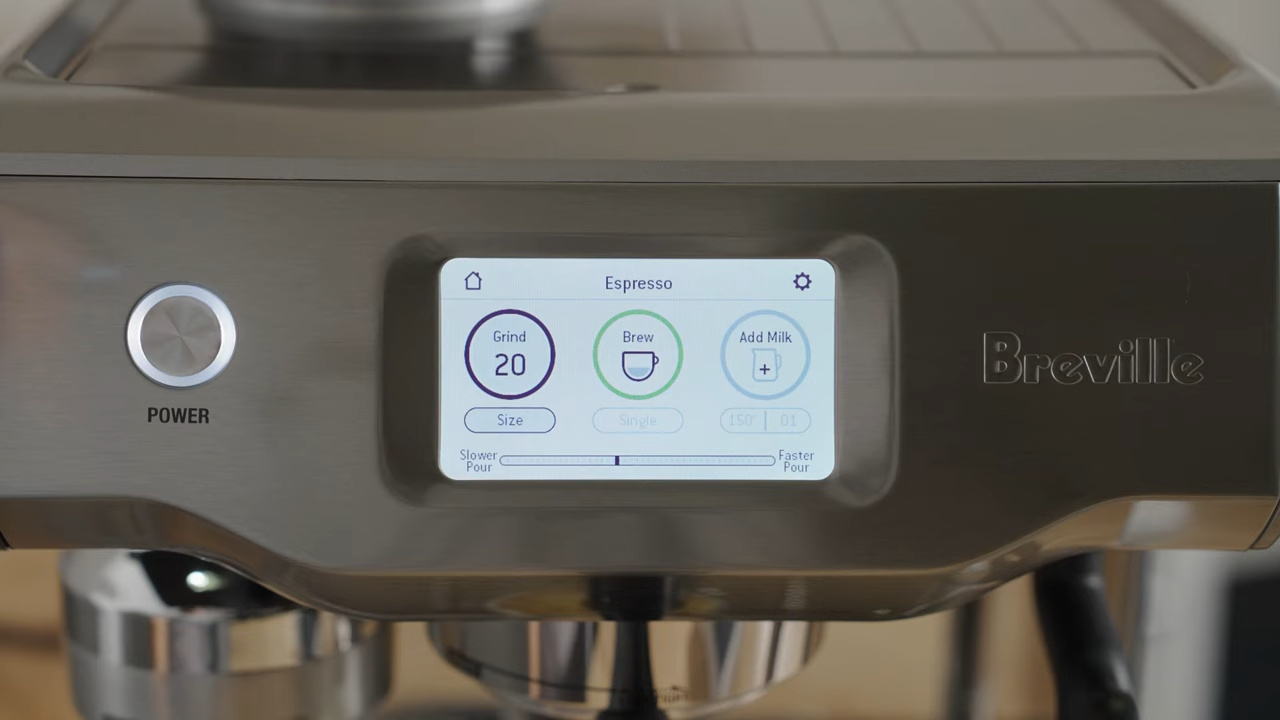 Espresso
Grind
20
Brew
Add Milk
Size
Single
150° | 01
Slower
Pour
Faster
Pour
POWER
Breville